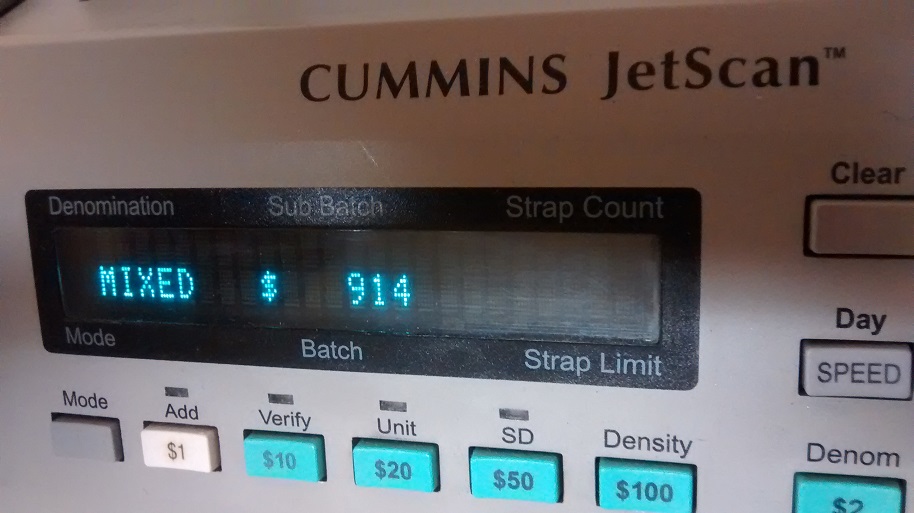 CUMMINS JetScan™
Clear
Denomination Sub Batch Strap Count
MIXED $ 914
Mode Batch Strap Limit
Day
SPEED
Mode Add Verify Unit SD Density Denom
$1 $10 $20 $50 $100 $2